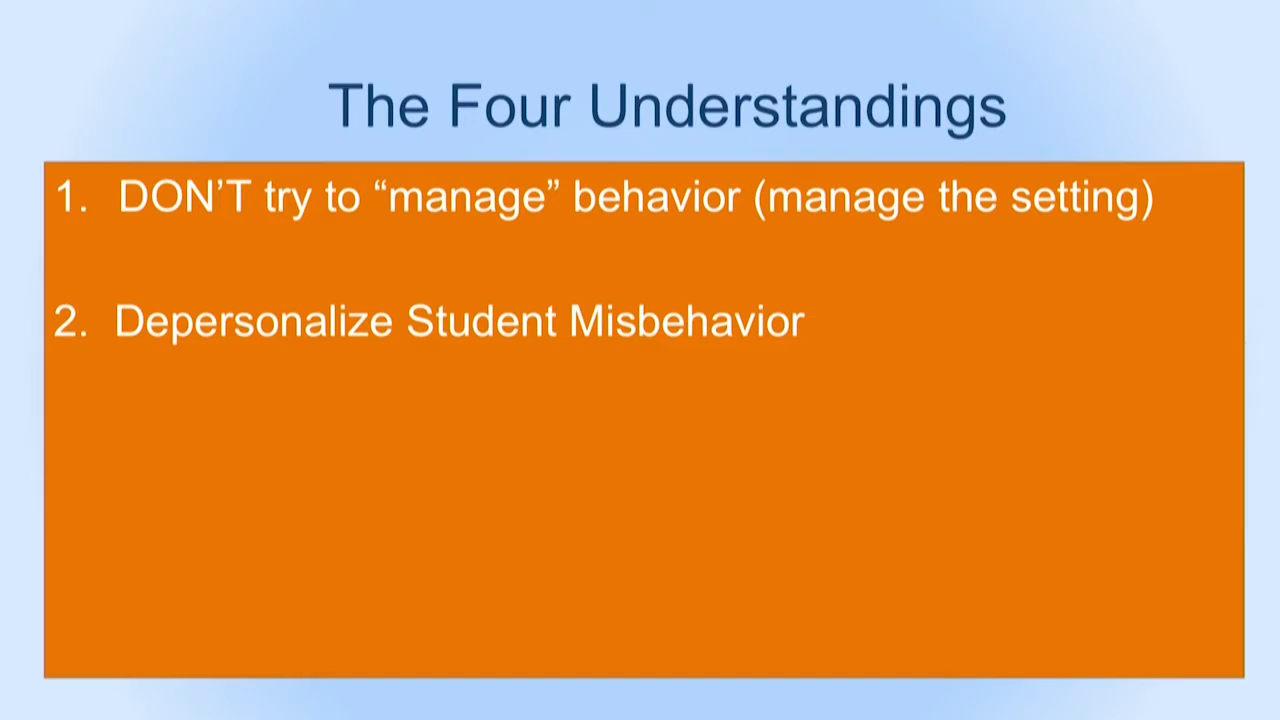 The Four Understandings
1. DON’T try to “manage” behavior (manage the setting)
2. Depersonalize Student Misbehavior